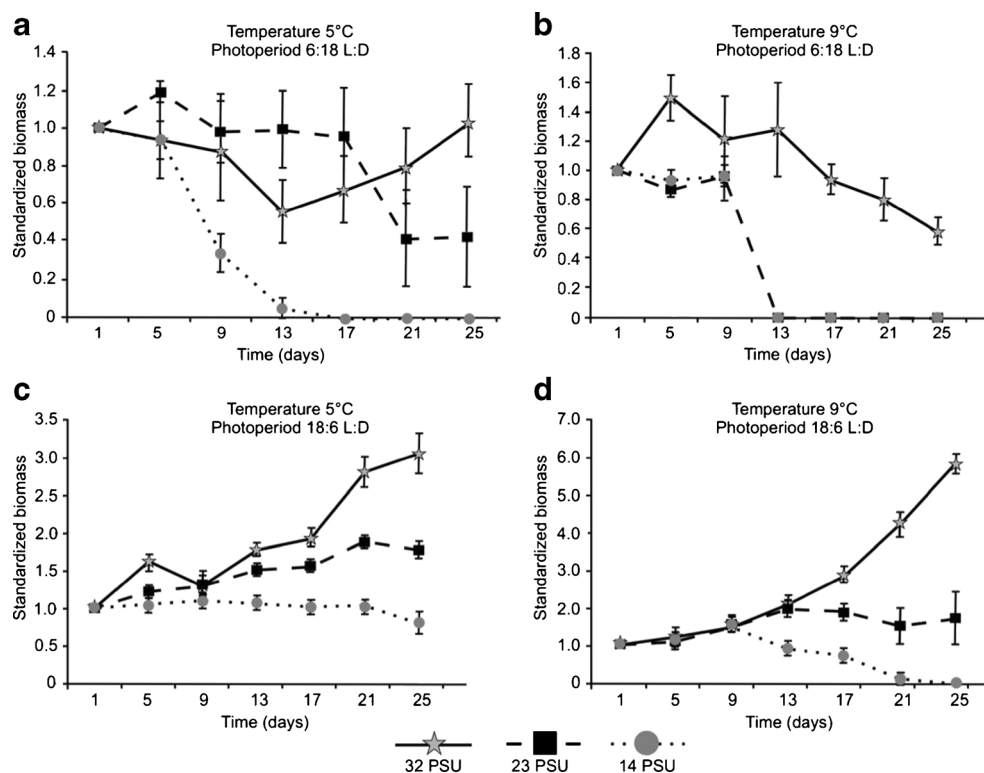 a
Temperature 5°C
Photoperiod 6:18 L:D
Standardized biomass
1.4
1.2
1.0
0.8
0.6
0.4
0.2
0
1 5 9 13 17 21 25
Time (days)
b
Temperature 9°C
Photoperiod 6:18 L:D
Standardized biomass
1.8
1.6
1.4
1.2
1.0
0.8
0.6
0.4
0.2
0
1 5 9 13 17 21 25
Time (days)
c
Temperature 5°C
Photoperiod 18:6 L:D
Standardized biomass
3.5
3.0
2.5
2.0
1.5
1.0
0.5
0
1 5 9 13 17 21 25
Time (days)
d
Temperature 9°C
Photoperiod 18:6 L:D
Standardized biomass
7.0
6.0
5.0
4.0
3.0
2.0
1.0
0
1 5 9 13 17 21 25
Time (days)
32 PSU 23 PSU 14 PSU